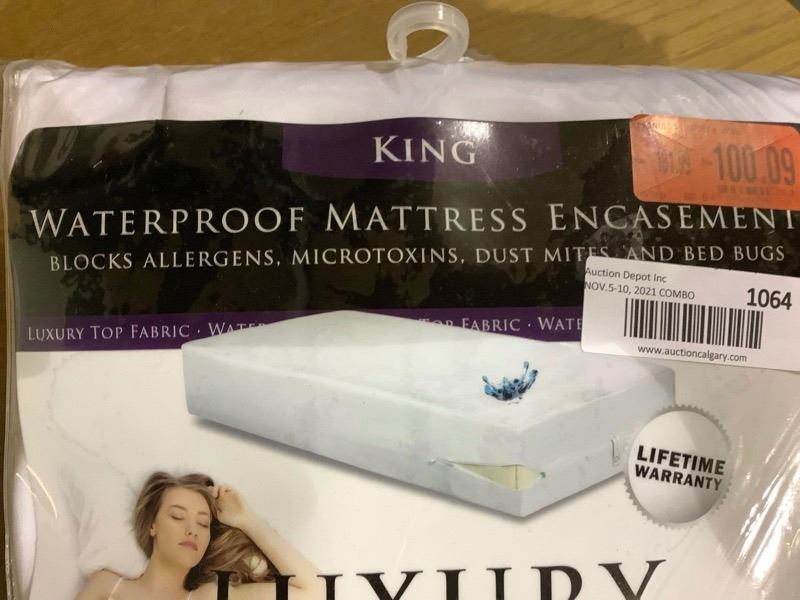 KING
100.09
WATERPROOF MATTRESS ENCASEMENT
BLOCKS ALLERGENS, MICROTOXINS, DUST MITES, AND BED BUGS
Auction Depot Inc
NOV.5-10, 2021 COMBO
1064
www.auctioncalgary.com
LUXURY TOP FABRIC · WATE TOP FABRIC · WATE
LIFETIME
WARRANTY
LUXURY